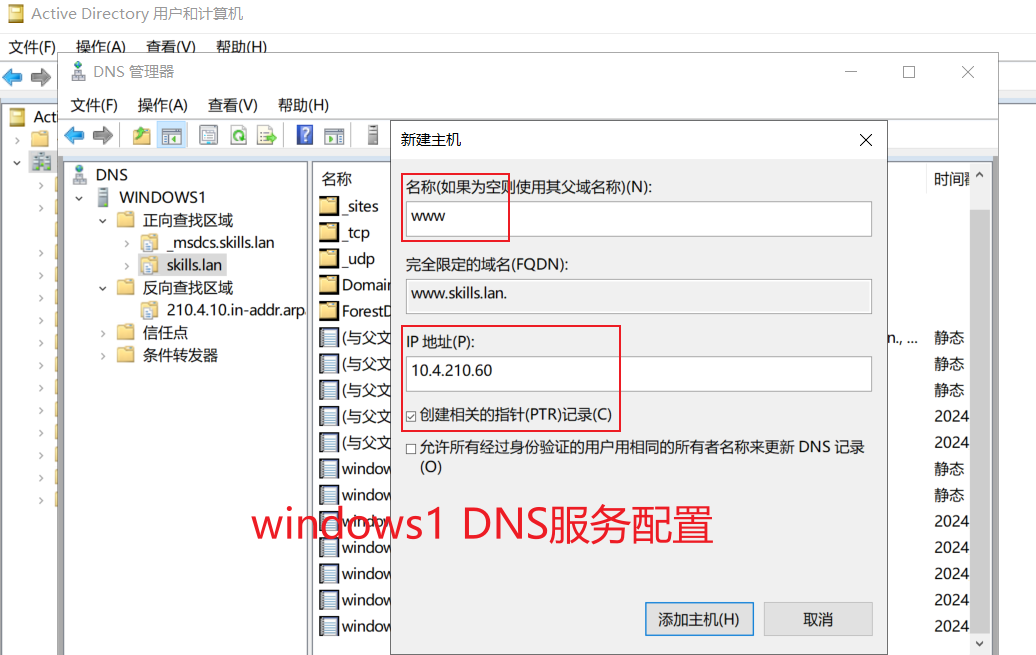 Active Directory 用户和计算机
文件(F) 操作(A) 查看(V) 帮助(H)
DNS 管理器
文件(F) 操作(A) 查看(V) 帮助(H)
新建主机
名称(如果为空则使用其父域名称)(N):
www
完全限定的域名(FQDN):
www.skills.lan.
IP 地址(P):
10.4.210.60
创建相关的指针(PTR)记录(C)
允许所有经过身份验证的用户用相同的所有者名称来更新 DNS 记录
(O)
windows1 DNS服务配置
添加主机(H) 取消
Acti
DNS
WINDOWS1
正向查找区域
_msdcs.skills.lan
skills.lan
反向查找区域
210.4.10.in-addr.arp
信任点
条件转发器
名称
_sites
_tcp
_udp
Domain
ForestD
(与父文
(与父文
(与父文
(与父文
(与父文
window
window
window
window
window
window
window
时间
n., ... 静态
静态
静态
2024
2024
静态
静态
2024
2024
2024
2024
2024